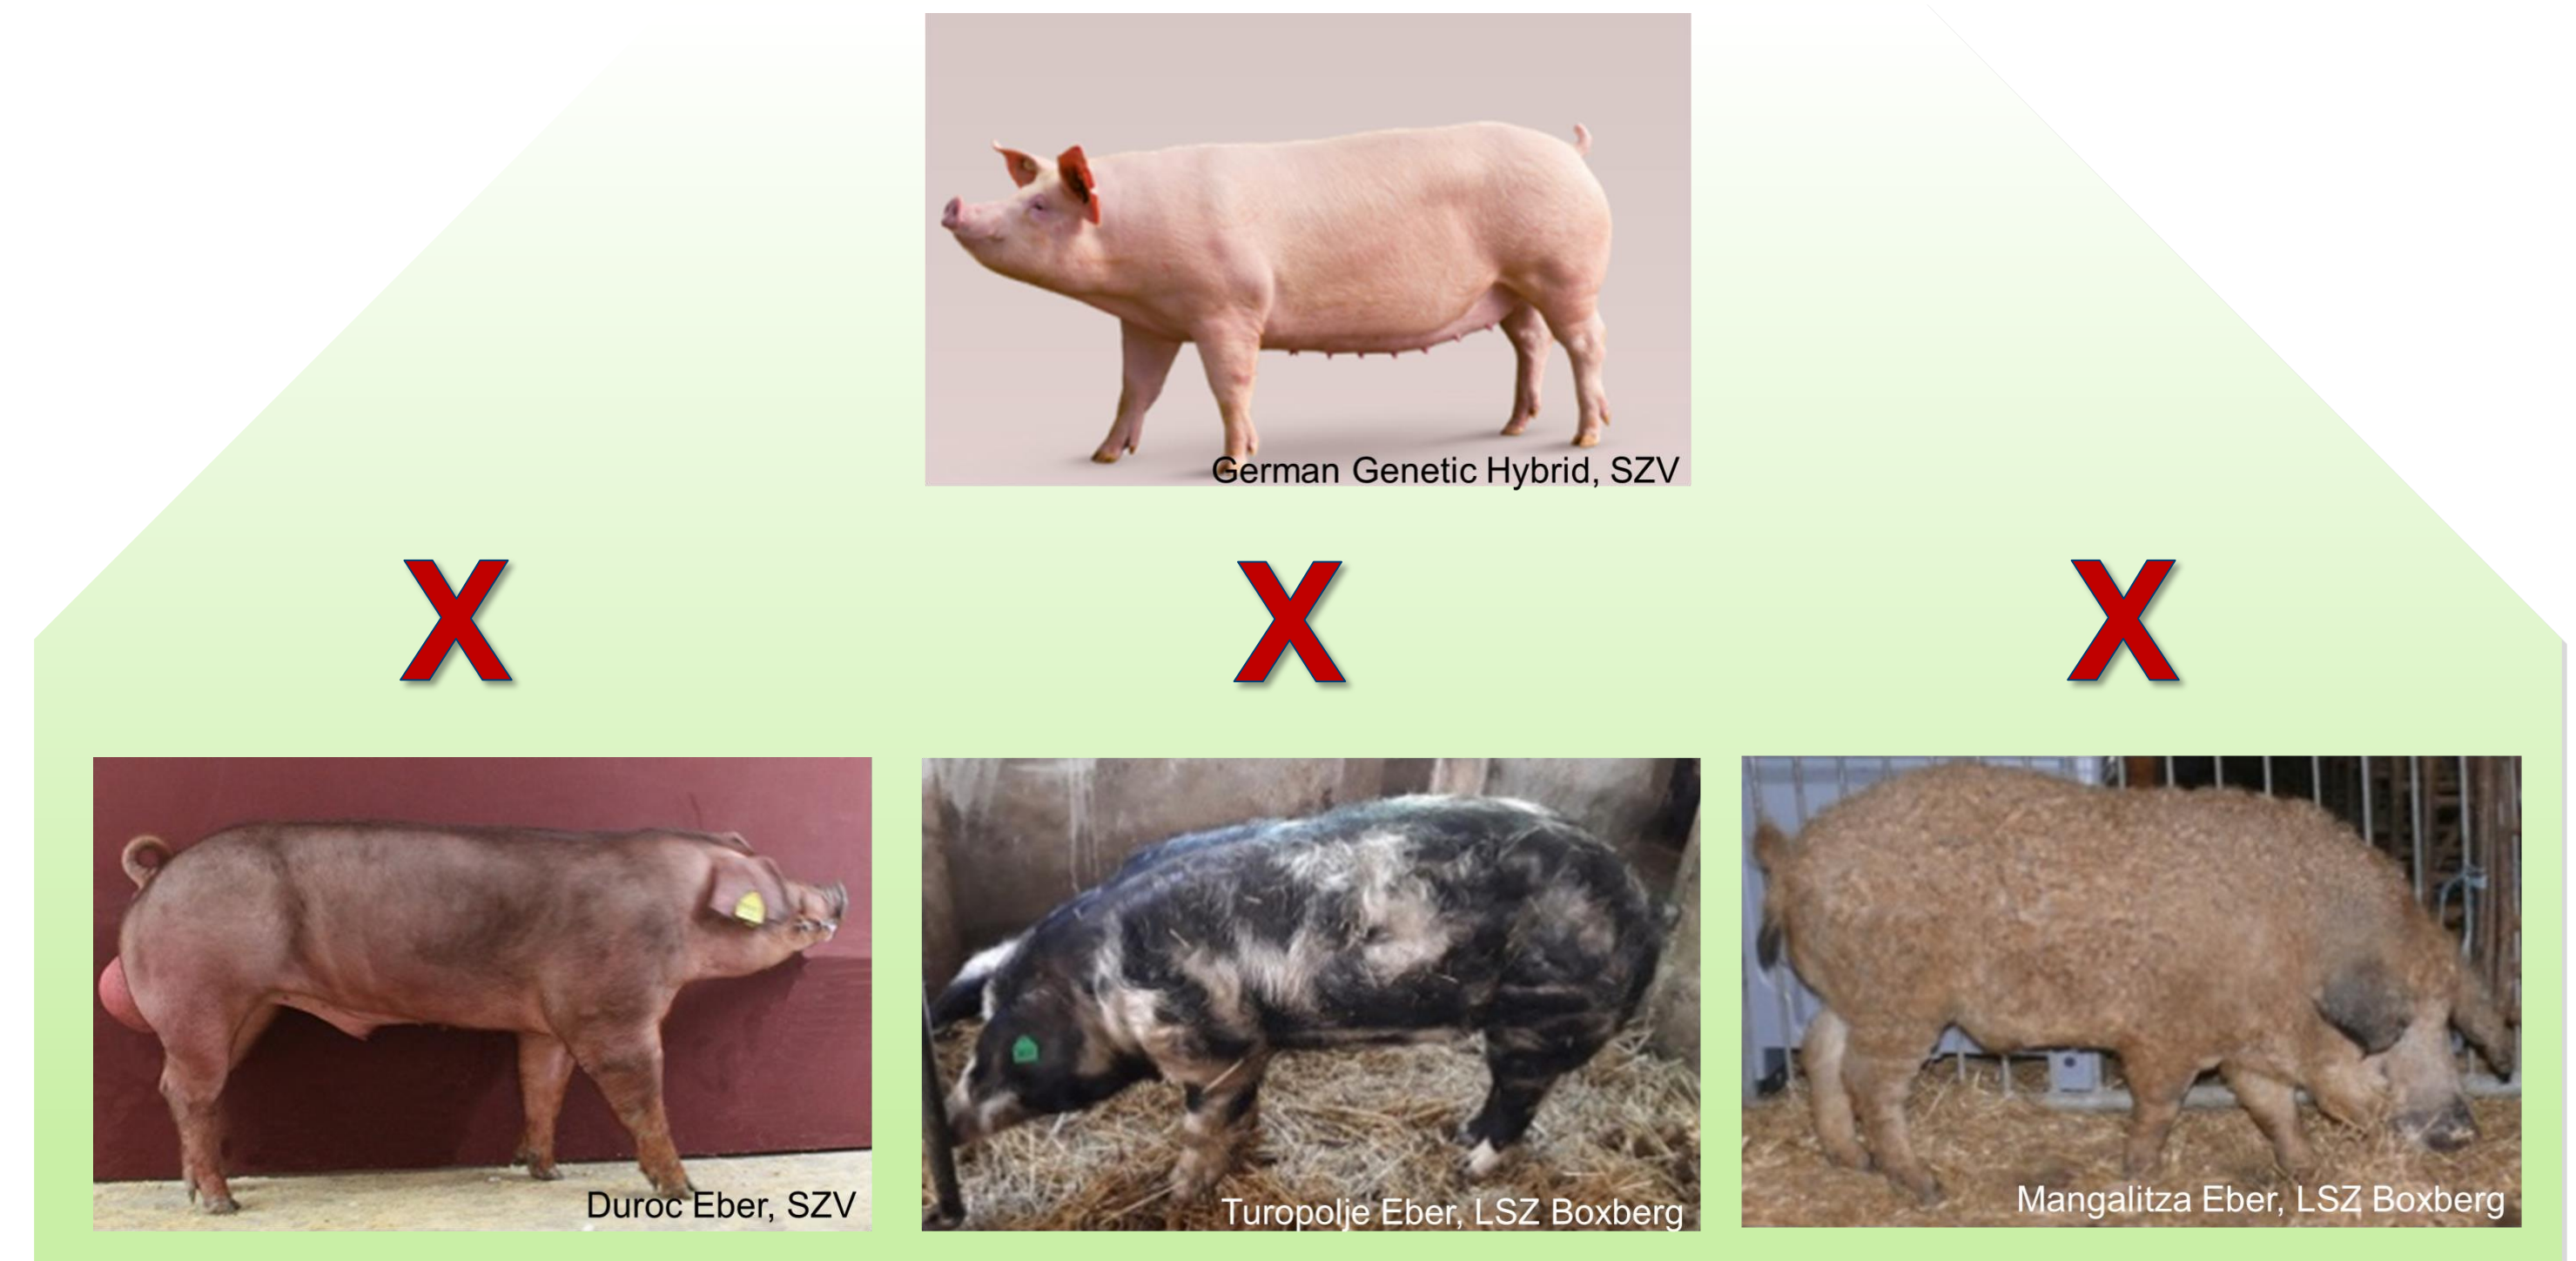 German Genetic Hybrid, SZV
X X X
Duroc Eber, SZV
Turopolje Eber, LSZ Boxberg
Mangalitza Eber, LSZ Boxberg